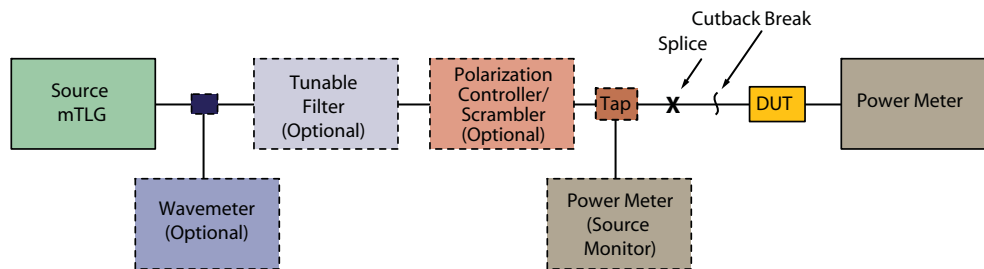 Cutback Break
Splice
Source
mTLG
Tunable
Filter
(Optional)
Polarization
Controller/
Scrambler
(Optional)
Tap
X
DUT
Power Meter
Wavemeter
(Optional)
Power Meter
(Source
Monitor)